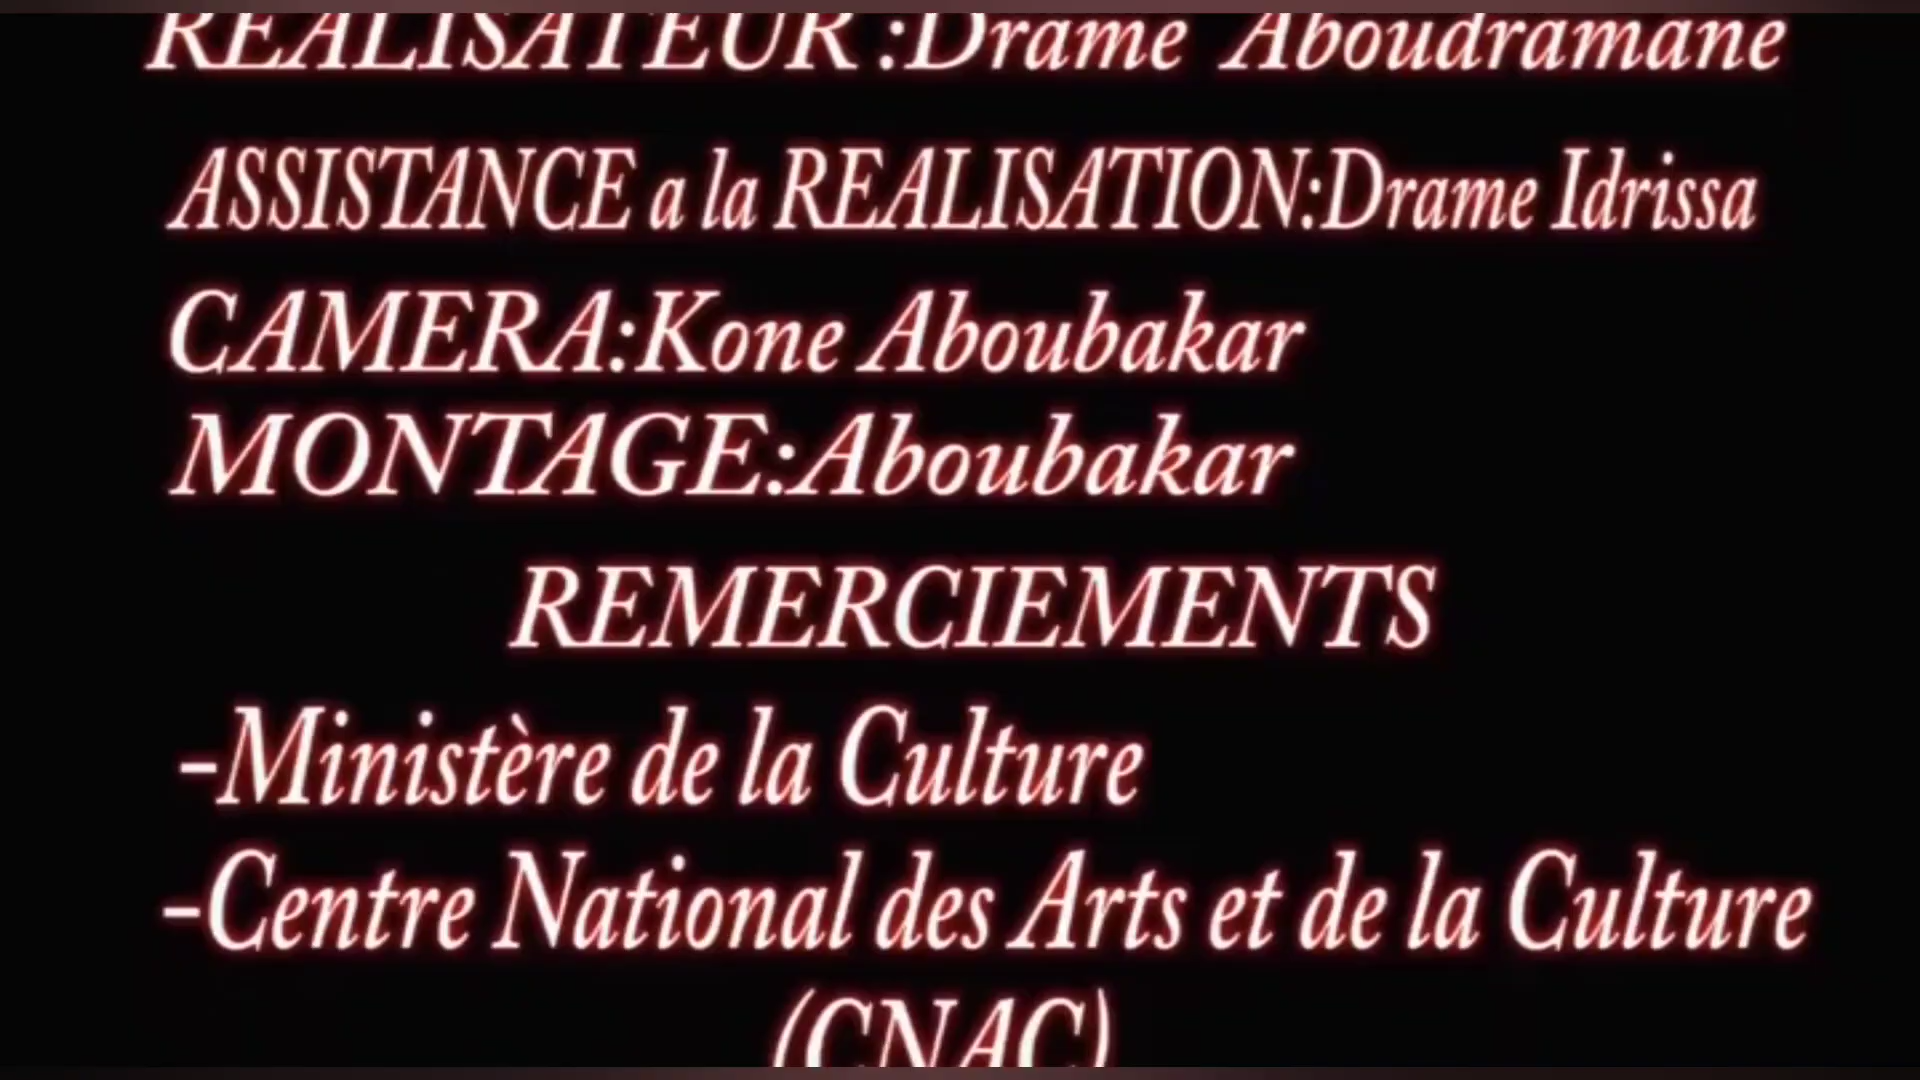 REALISATEUR :Drame Aboudramane
ASSISTANCE a la REALISATION:Drame Idrissa
CAMERA:Kone Aboubakar
MONTAGE:Aboubakar
REMERCIEMENTS
-Ministère de la Culture
-Centre National des Arts et de la Culture
(CNAC)